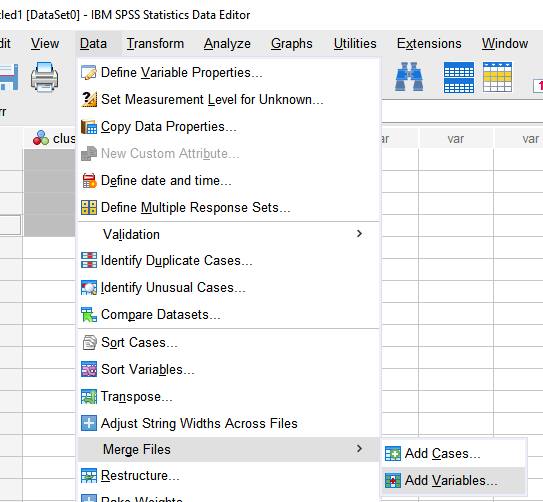 tled1 [DataSet0] - IBM SPSS Statistics Data Editor
dit View Data Transform Analyze Graphs Utilities Extensions Window
Define Variable Properties...
Set Measurement Level for Unknown...
1
rr
Copy Data Properties...
clus ar var var
New Custom Attribute...
Define date and time...
Define Multiple Response Sets...
Validation
Identify Duplicate Cases...
Identify Unusual Cases...
Compare Datasets...
Sort Cases...
Sort Variables...
Transpose...
Adjust String Widths Across Files
Merge Files Add Cases...
Restructure... Add Variables...
Rake Weights